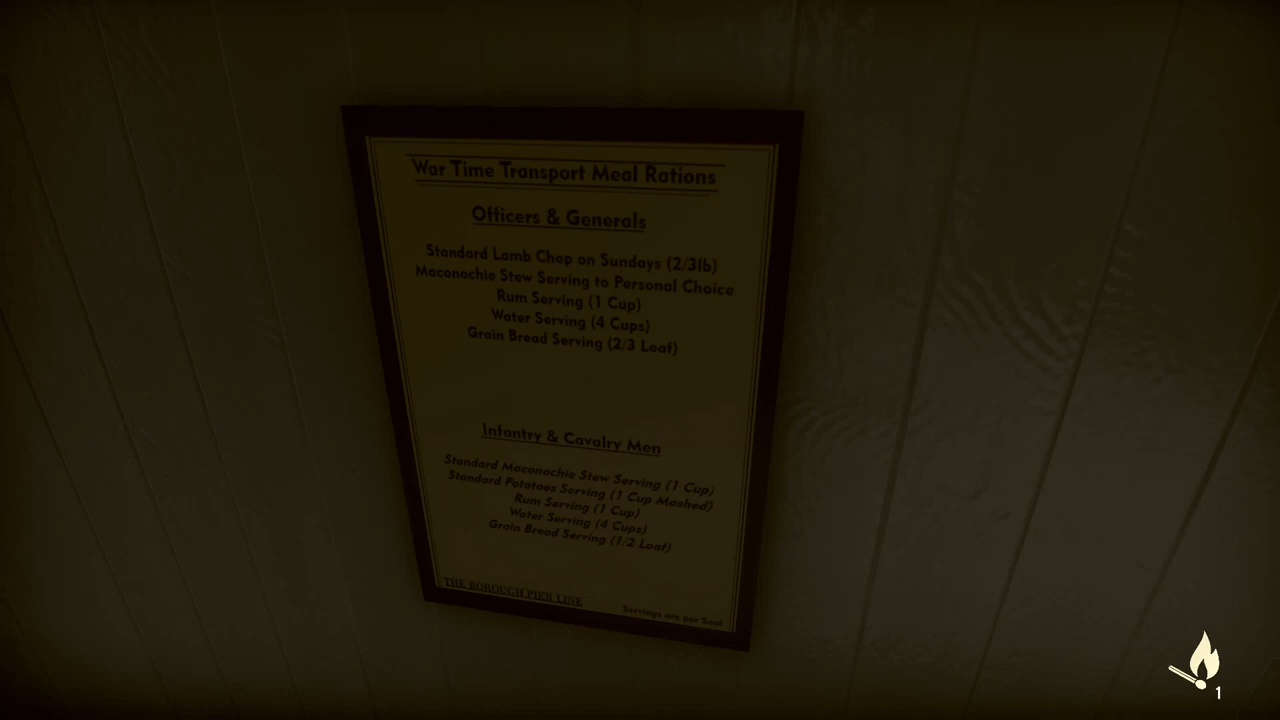 War Time Transport Meal Rations
Officers & Generals
Standard Lamb Chop on Sundays (2/3lb)
Maconochie Stew Serving to Personal Choice
Rum Serving (1 Cup)
Water Serving (4 Cups)
Grain Bread Serving (2/3 Loaf)
Infantry & Cavalry Men
Standard Maconochie Stew Serving (1 Cup)
Standard Potatoes Serving (1 Cup Mashed)
Rum Serving (1 Cup)
Water Serving (4 Cups)
Grain Bread Serving (1/2 Loaf)
THE BOROUGH PIER LINE
Servings are per Soul
1